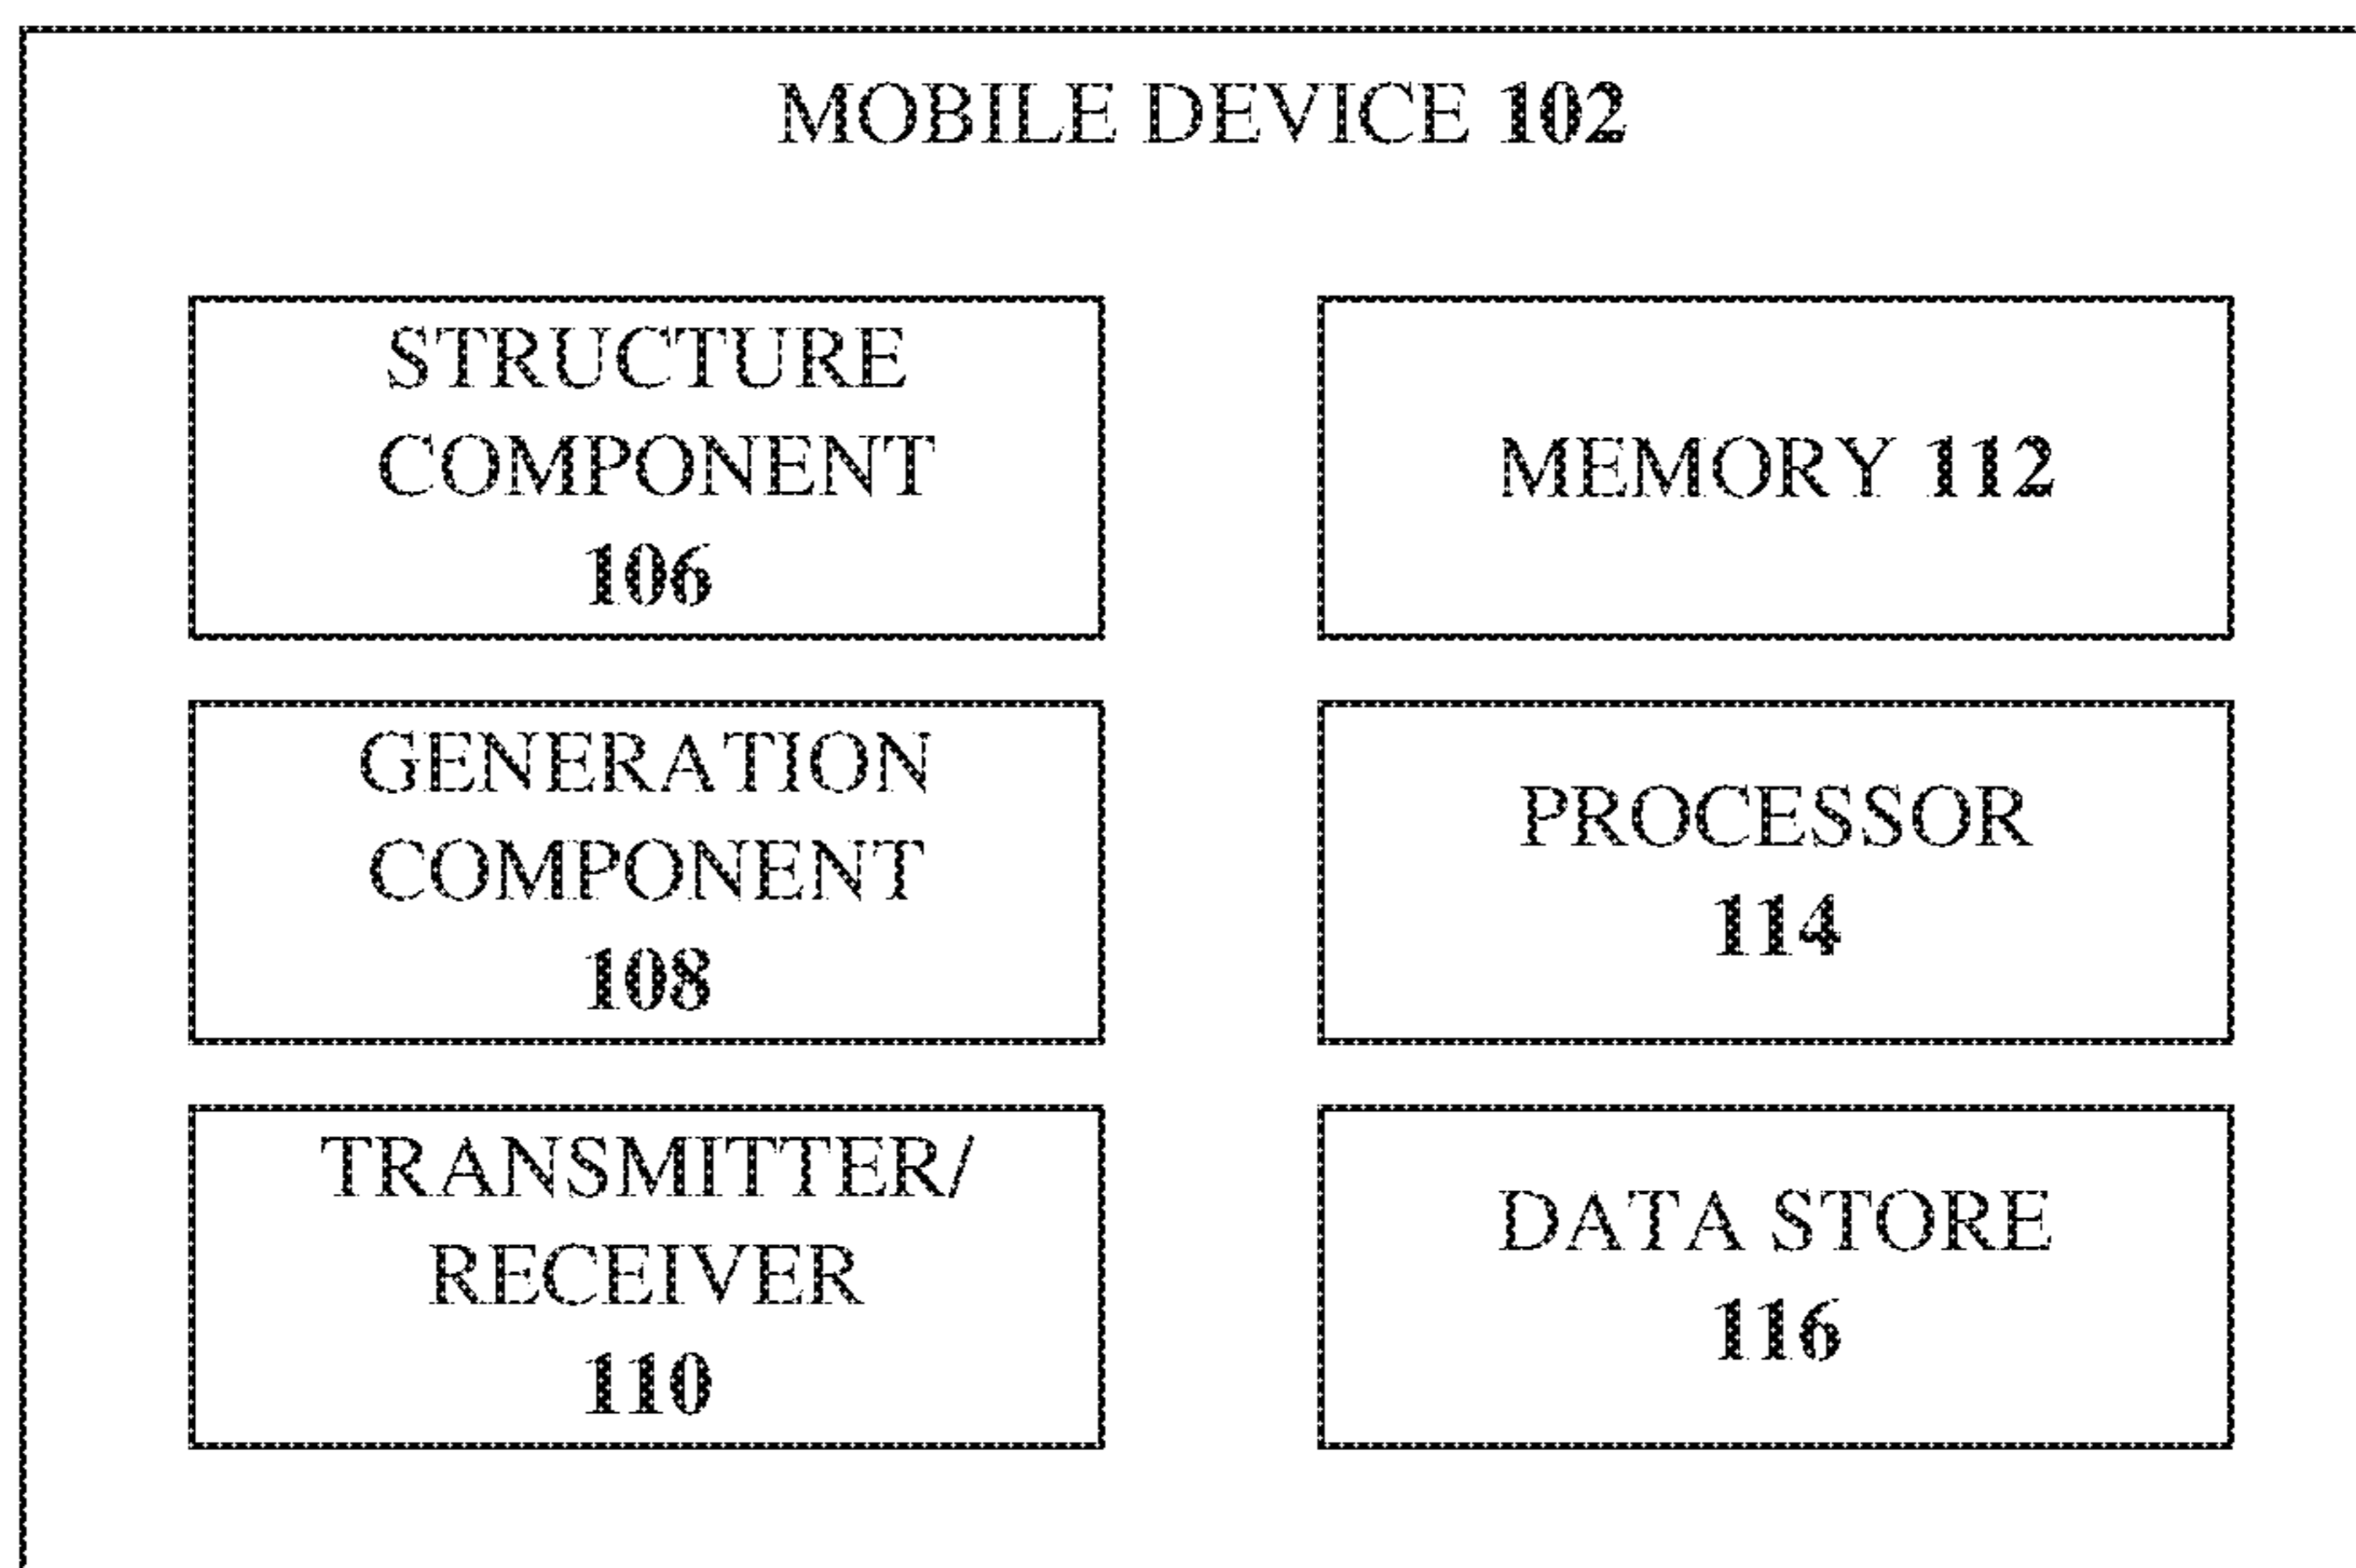 MOBILE DEVICE 102
STRUCTURE
COMPONENT
106
MEMORY 112
GENERATION
COMPONENT
108
PROCESSOR
114
TRANSMITTER/
RECEIVER
110
DATA STORE
116